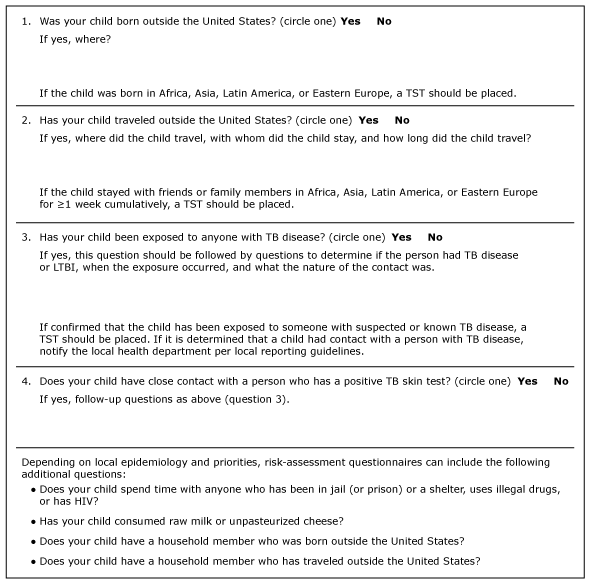 1. Was your child born outside the United States? (circle one) Yes No
If yes, where?
If the child was born in Africa, Asia, Latin America, or Eastern Europe, a TST should be placed.
2. Has your child traveled outside the United States? (circle one) Yes No
If yes, where did the child travel, with whom did the child stay, and how long did the child travel?
If the child stayed with friends or family members in Africa, Asia, Latin America, or Eastern Europe
for ≥1 week cumulatively, a TST should be placed.
3. Has your child been exposed to anyone with TB disease? (circle one) Yes No
If yes, this question should be followed by questions to determine if the person had TB disease
or LTBI, when the exposure occurred, and what the nature of the contact was.
If confirmed that the child has been exposed to someone with suspected or known TB disease, a
TST should be placed. If it is determined that a child had contact with a person with TB disease,
notify the local health department per local reporting guidelines.
4. Does your child have close contact with a person who has a positive TB skin test? (circle one) Yes No
If yes, follow-up questions as above (question 3).
Depending on local epidemiology and priorities, risk-assessment questionnaires can include the following
additional questions:
• Does your child spend time with anyone who has been in jail (or prison) or a shelter, uses illegal drugs,
or has HIV?
• Has your child consumed raw milk or unpasteurized cheese?
• Does your child have a household member who was born outside the United States?
• Does your child have a household member who has traveled outside the United States?